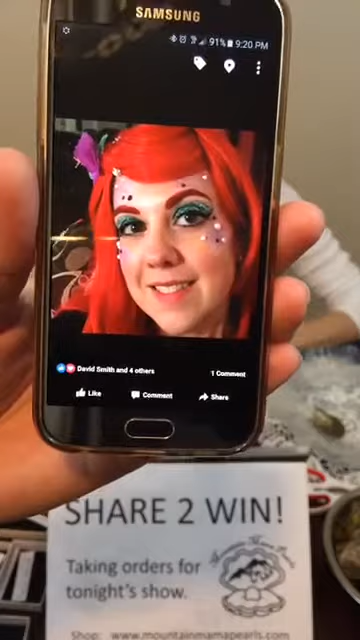 SAMSUNG
91% 9:20 PM
David Smith and 4 others
1 Comment
Like Comment Share
SHARE 2 WIN!
Taking orders for
tonight's show.
Shop: www.mountainmamapearls.com